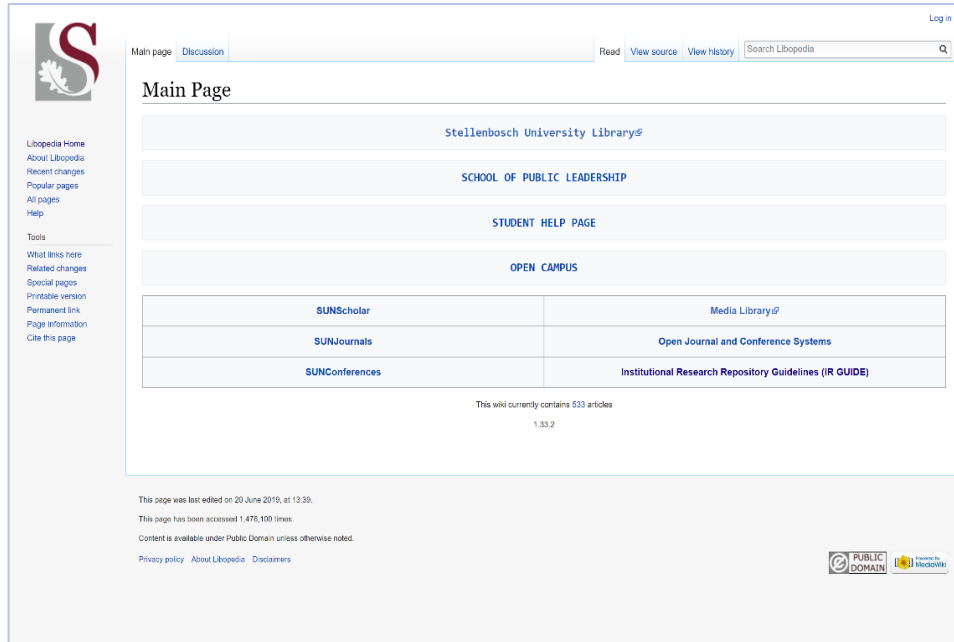 Log in
Main page Discussion Read View source View history Search Libopedia
Main Page
Stellenbosch University Library
SCHOOL OF PUBLIC LEADERSHIP
STUDENT HELP PAGE
OPEN CAMPUS
SUNScholar Media Library
SUNJournals Open Journal and Conference Systems
SUNConferences Institutional Research Repository Guidelines (IR GUIDE)
This wiki currently contains 533 articles
1.33.2
Libopedia Home
About Libopedia
Recent changes
Popular pages
All pages
Help
Tools
What links here
Related changes
Special pages
Printable version
Permanent link
Page information
Cite this page
This page was last edited on 20 June 2019, at 13:39.
This page has been accessed 1,476,100 times.
Content is available under Public Domain unless otherwise noted.
Privacy policy About Libopedia Disclaimers
PUBLIC DOMAIN
Powered By MediaWiki